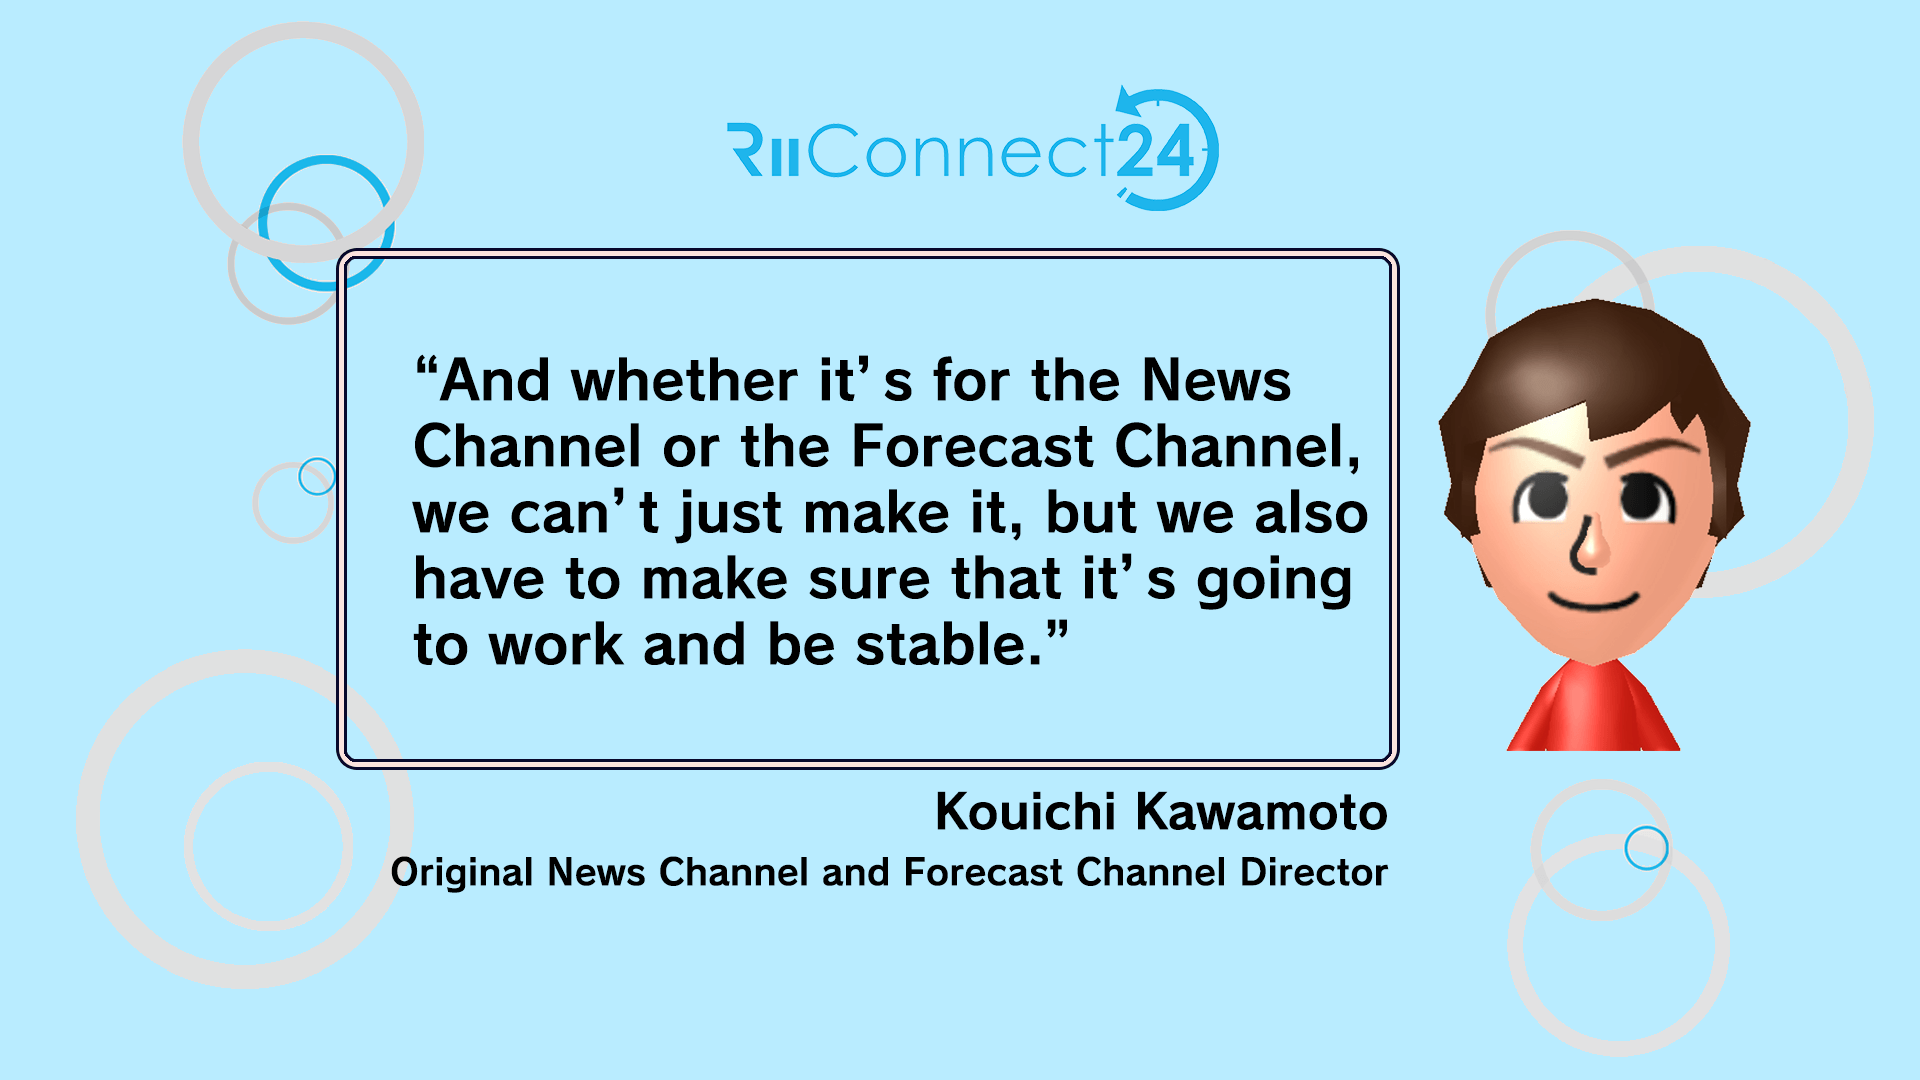 RiiConnect24
“And whether it’s for the News
Channel or the Forecast Channel,
we can’t just make it, but we also
have to make sure that it’s going
to work and be stable.”
Kouichi Kawamoto
Original News Channel and Forecast Channel Director